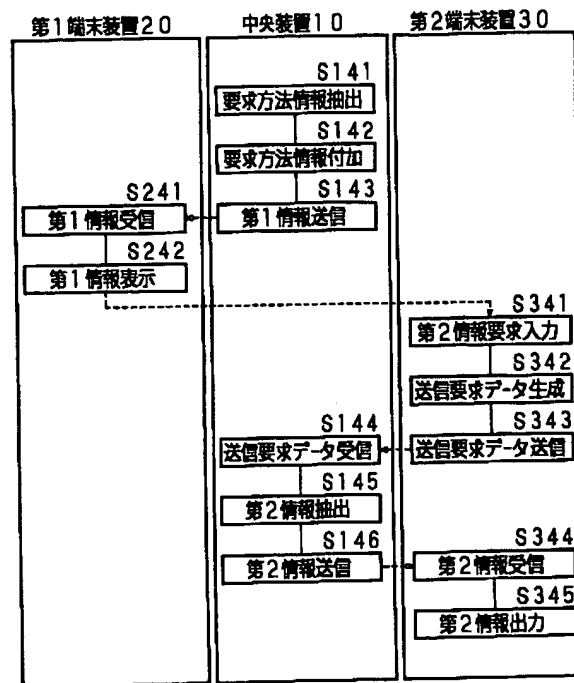 第1端末装置20 中央装置10 第2端末装置30
S141
要求方法情報抽出
S142
要求方法情報付加
S241 S143
第1情報受信 第1情報送信
S242
第1情報表示
S341
第2情報要求入力
S342
送信要求データ生成
S144 S343
送信要求データ受信 送信要求データ送信
S145
第2情報抽出
S146 S344
第2情報送信 第2情報受信
S345
第2情報出力